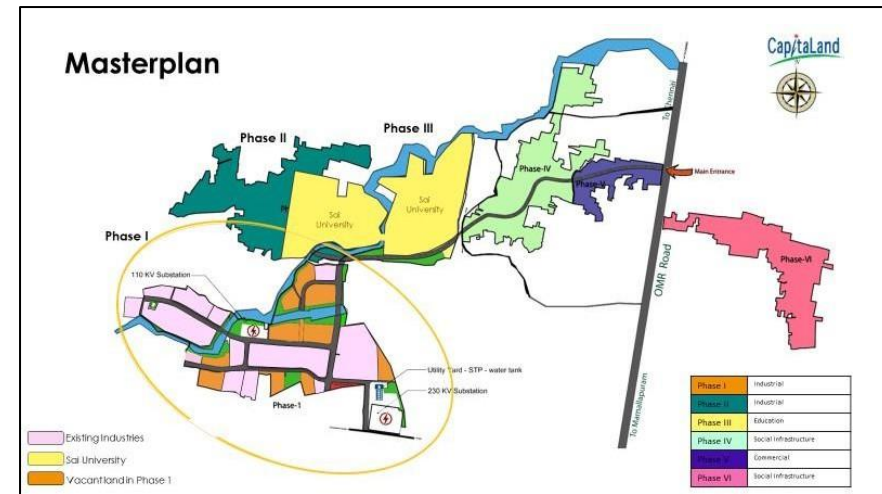 Masterplan
CapitaLand
Phase II
Phase III
To Chennai
Phase-IV
Phase-V
Main Entrance
Sai
University
Sai
University
Phase I
110 KV Substation
OMR Road
Phase-VI
Utility Yard - STP - water tank
230 KV Substation
Phase-1
To Mamallapuram
Existing Industries
Sai University
Vacant land in Phase 1
Phase I Industrial
Phase II Industrial
Phase III Education
Phase IV Social Infrastructure
Phase V Commercial
Phase VI Social Infrastructure